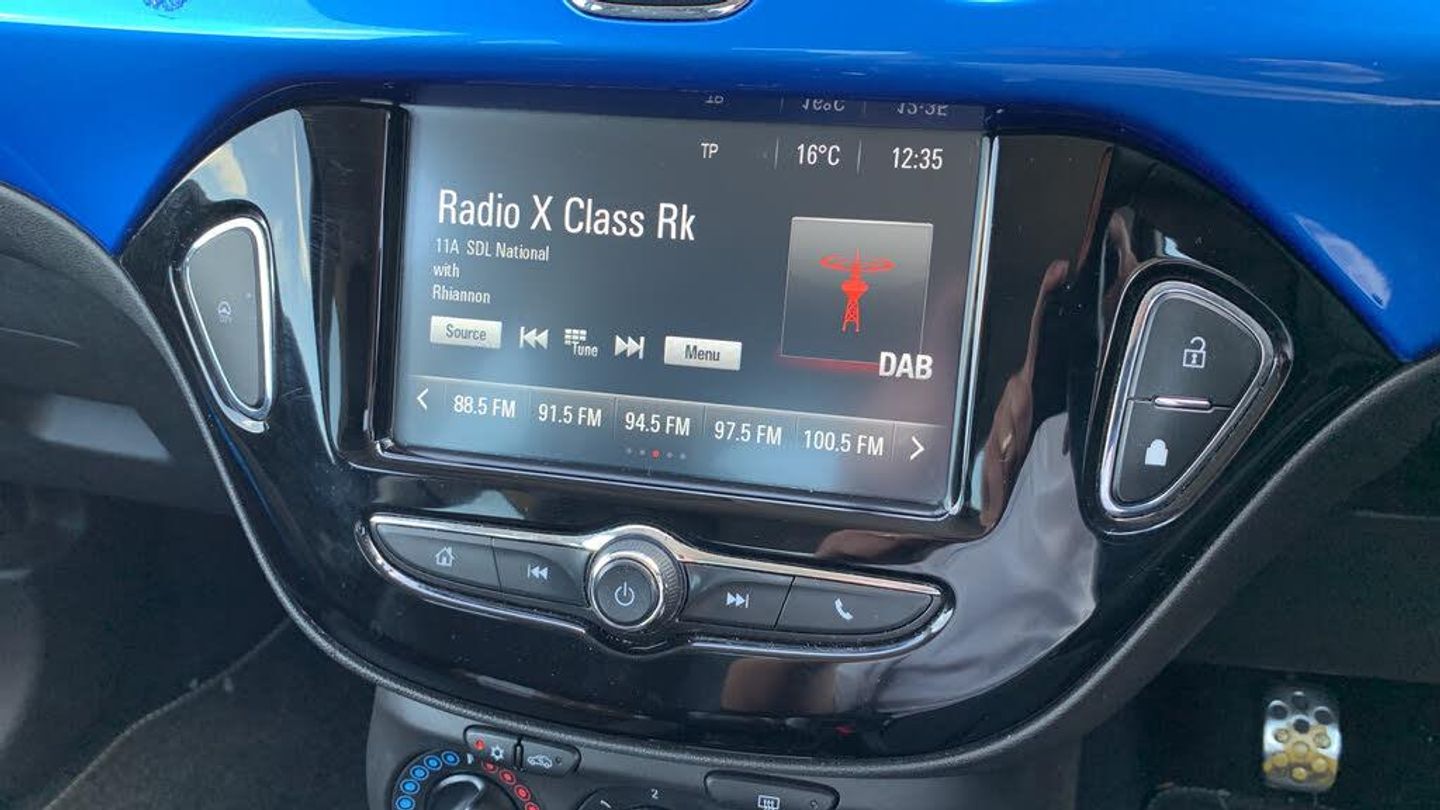 TP 16°C 12:35
Radio X Class Rk
11A SDL National
with
Rhiannon
Source Tune Menu
DAB
88.5 FM 91.5 FM 94.5 FM 97.5 FM 100.5 FM
2